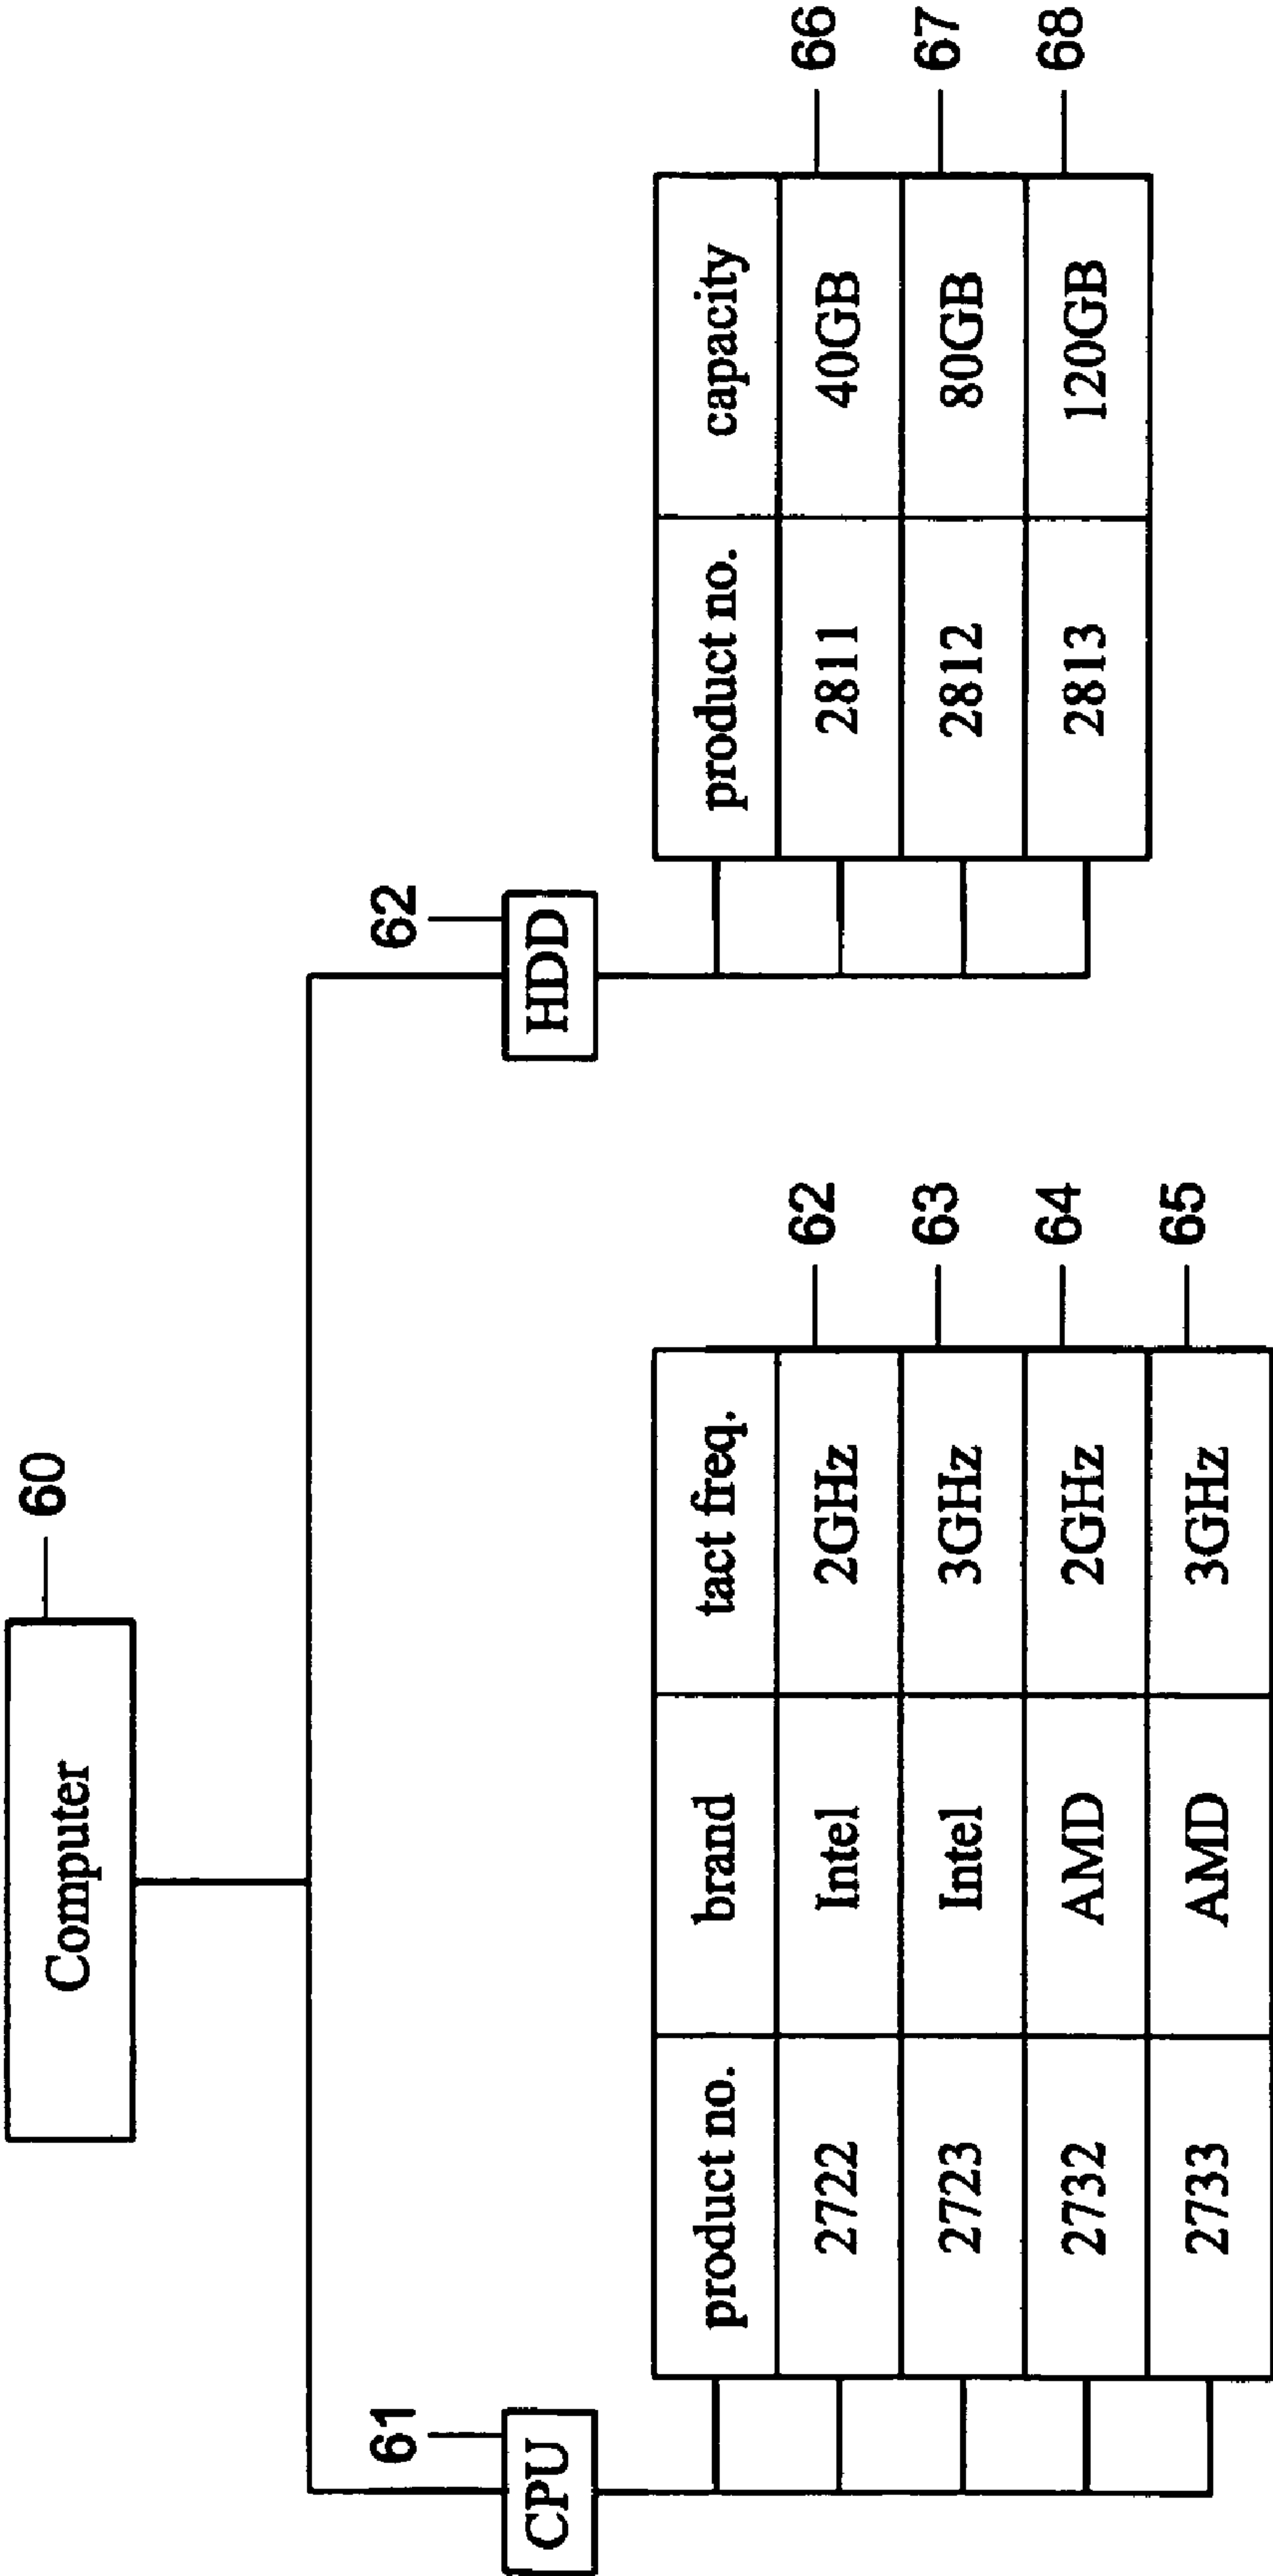 Computer
60
61
CPU
62
HDD
product no. brand tact freq.
2722 Intel 2GHz 62
2723 Intel 3GHz 63
2732 AMD 2GHz 64
2733 AMD 3GHz 65
product no. capacity
2811 40GB 66
2812 80GB 67
2813 120GB 68